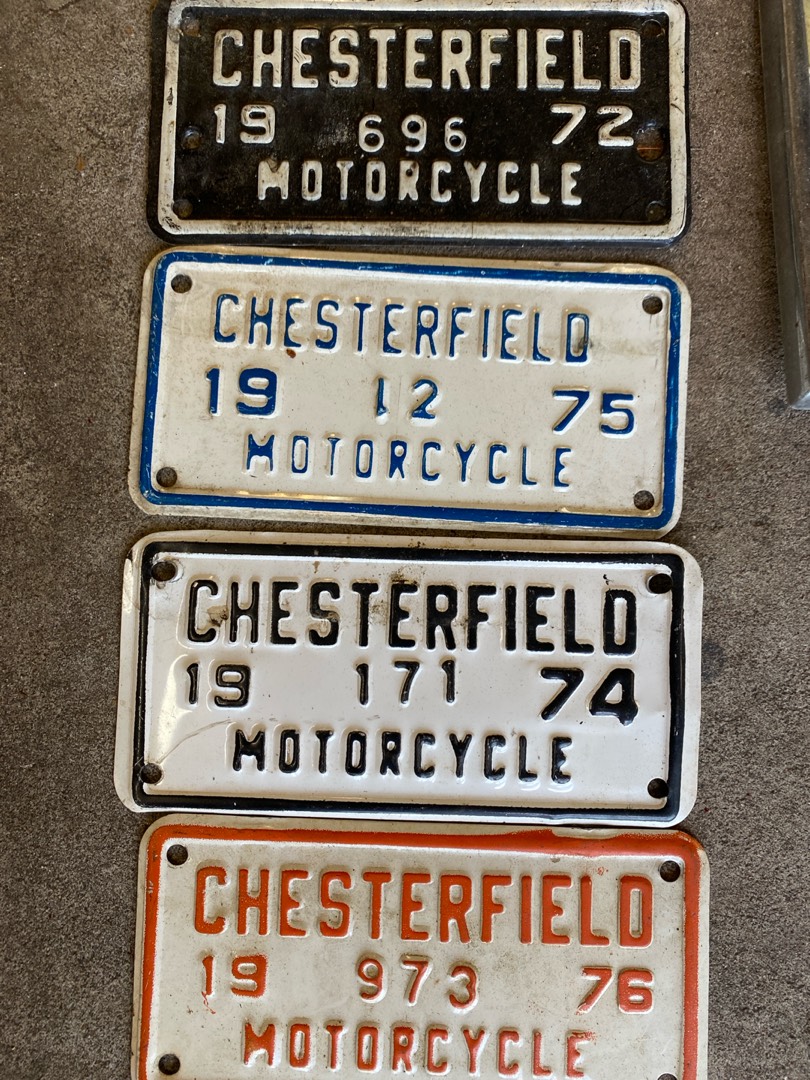 CHESTERFIELD
19 696 72
MOTORCYCLE
CHESTERFIELD
19 12 75
MOTORCYCLE
CHESTERFIELD
19 171 74
MOTORCYCLE
CHESTERFIELD
19 973 76
MOTORCYCLE